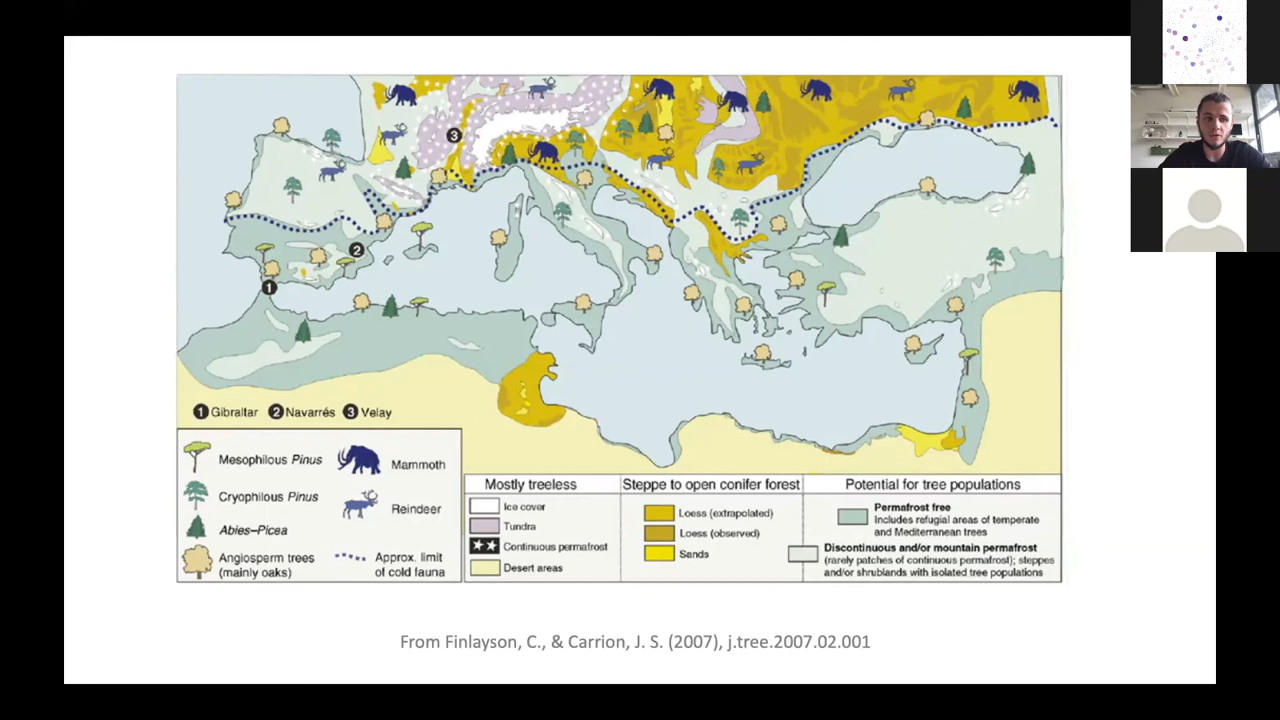 3
2
1
1 Gibraltar 2 Navarrés 3 Velay
Mesophilous Pinus
Mammoth
Cryophilous Pinus
Reindeer
Abies–Picea
Angiosperm trees
(mainly oaks)
Approx. limit
of cold fauna
Mostly treeless
Ice cover
Tundra
Continuous permafrost
Desert areas
Steppe to open conifer forest
Loess (extrapolated)
Loess (observed)
Sands
Potential for tree populations
Permafrost free
Includes refugial areas of temperate
and Mediterranean trees
Discontinuous and/or mountain permafrost
(rarely patches of continuous permafrost); steppes
and/or shrublands with isolated tree populations
From Finlayson, C., & Carrion, J. S. (2007), j.tree.2007.02.001